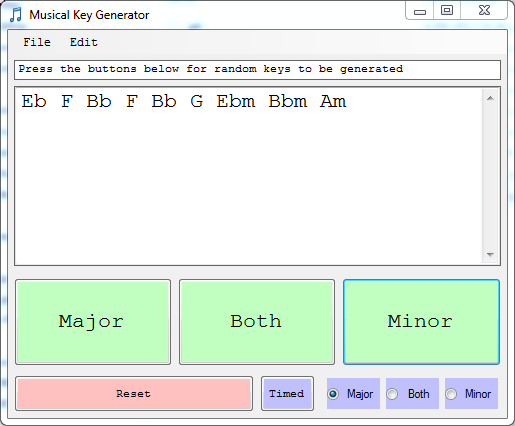 Musical Key Generator
File Edit
Press the buttons below for random keys to be generated
Eb F Bb F Bb G Ebm Bbm Am
Major Both Minor
Reset Timed Major Both Minor